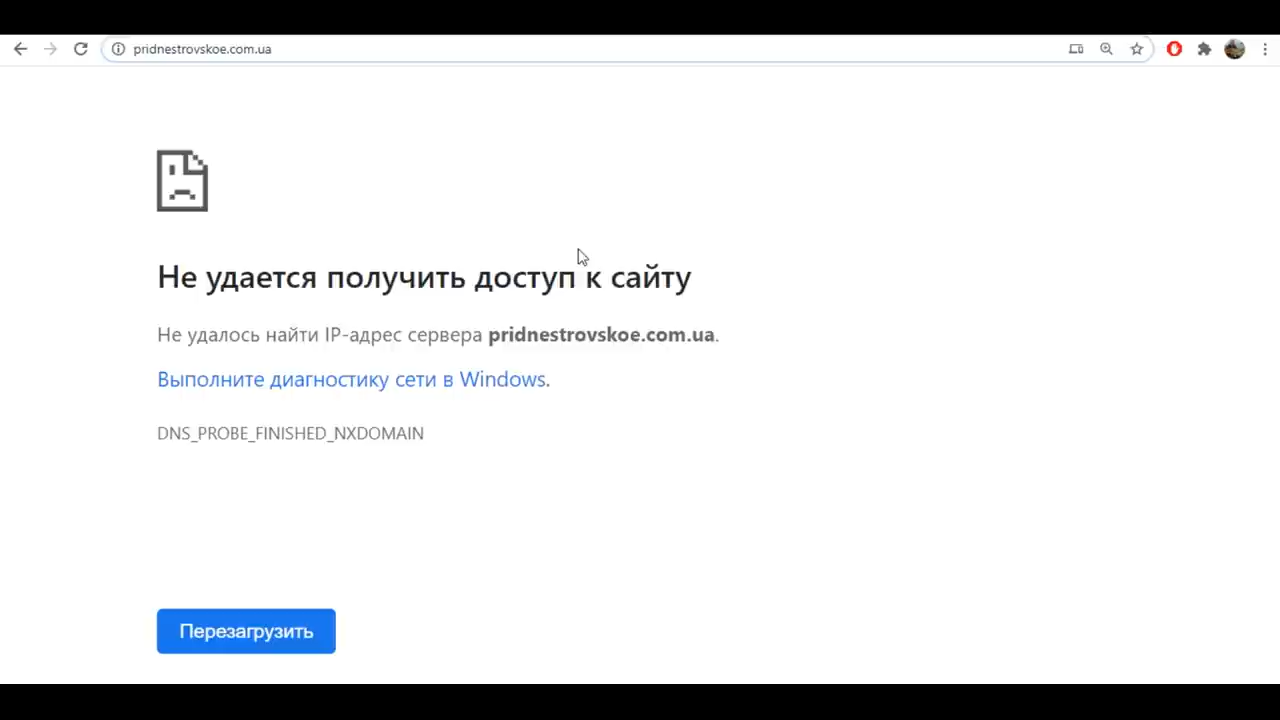 pridnestrovskoe.com.ua
Не удается получить доступ к сайту
Не удалось найти IP-адрес сервера pridnestrovskoe.com.ua.
Выполните диагностику сети в Windows.
DNS_PROBE_FINISHED_NXDOMAIN
Перезагрузить